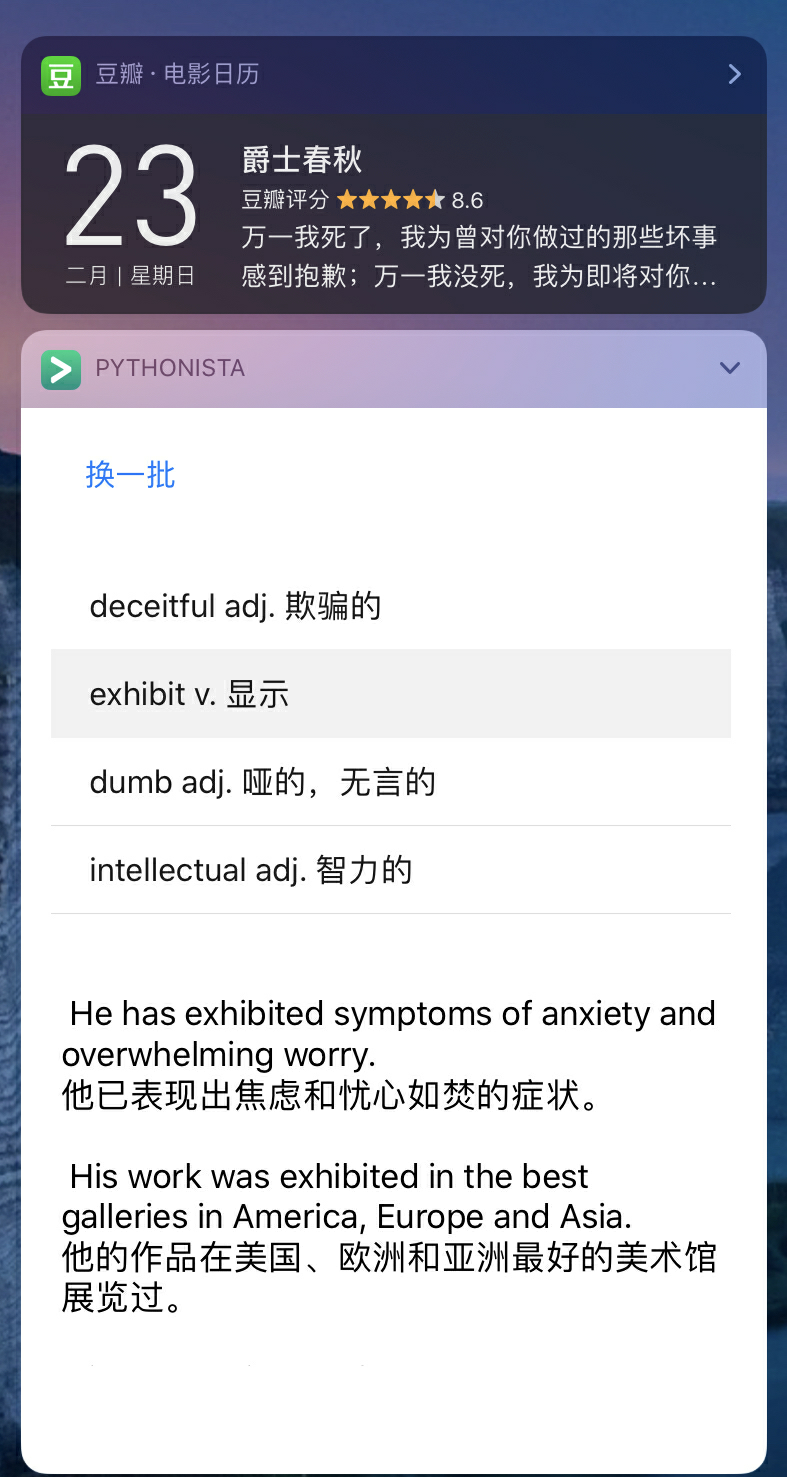 豆 豆瓣 · 电影日历
23
二月 | 星期日
爵士春秋
豆瓣评分 8.6
万一我死了，我为曾对你做过的那些坏事
感到抱歉；万一我没死，我为即将对你…
PYTHONISTA
换一批
deceitful adj. 欺骗的
exhibit v. 显示
dumb adj. 哑的，无言的
intellectual adj. 智力的
He has exhibited symptoms of anxiety and
overwhelming worry.
他已表现出焦虑和忧心如焚的症状。
His work was exhibited in the best
galleries in America, Europe and Asia.
他的作品在美国、欧洲和亚洲最好的美术馆
展览过。